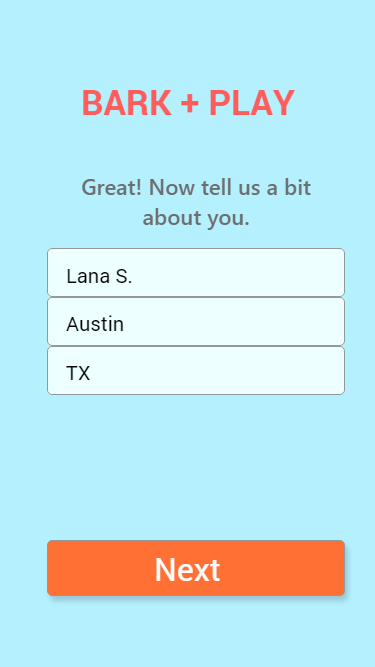 BARK + PLAY
Great! Now tell us a bit
about you.
Lana S.
Austin
TX
Next